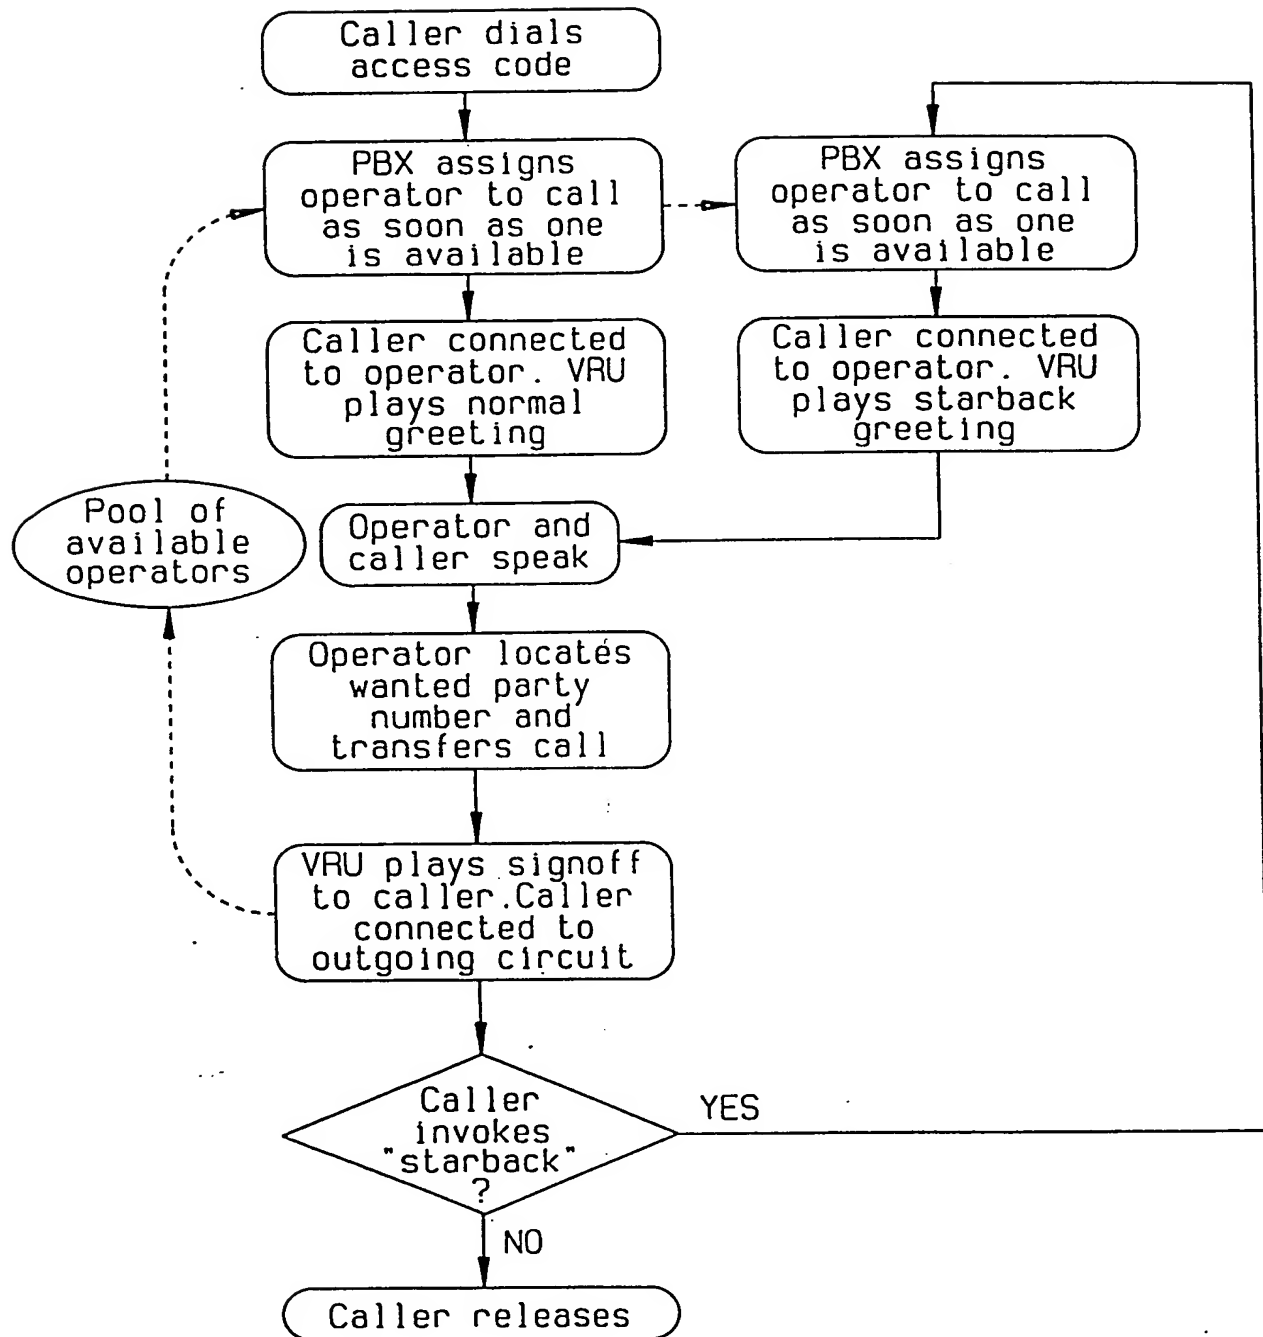 Caller dials
access code
PBX assigns
operator to call
as soon as one
is available
PBX assigns
operator to call
as soon as one
is available
Caller connected
to operator. VRU
plays normal
greeting
Caller connected
to operator. VRU
plays starback
greeting
Pool of
available
operators
Operator and
caller speak
Operator locates
wanted party
number and
transfers call
VRU plays signoff
to caller.Caller
connected to
outgoing circuit
Caller
invokes
"starback"
?
YES
NO
Caller releases